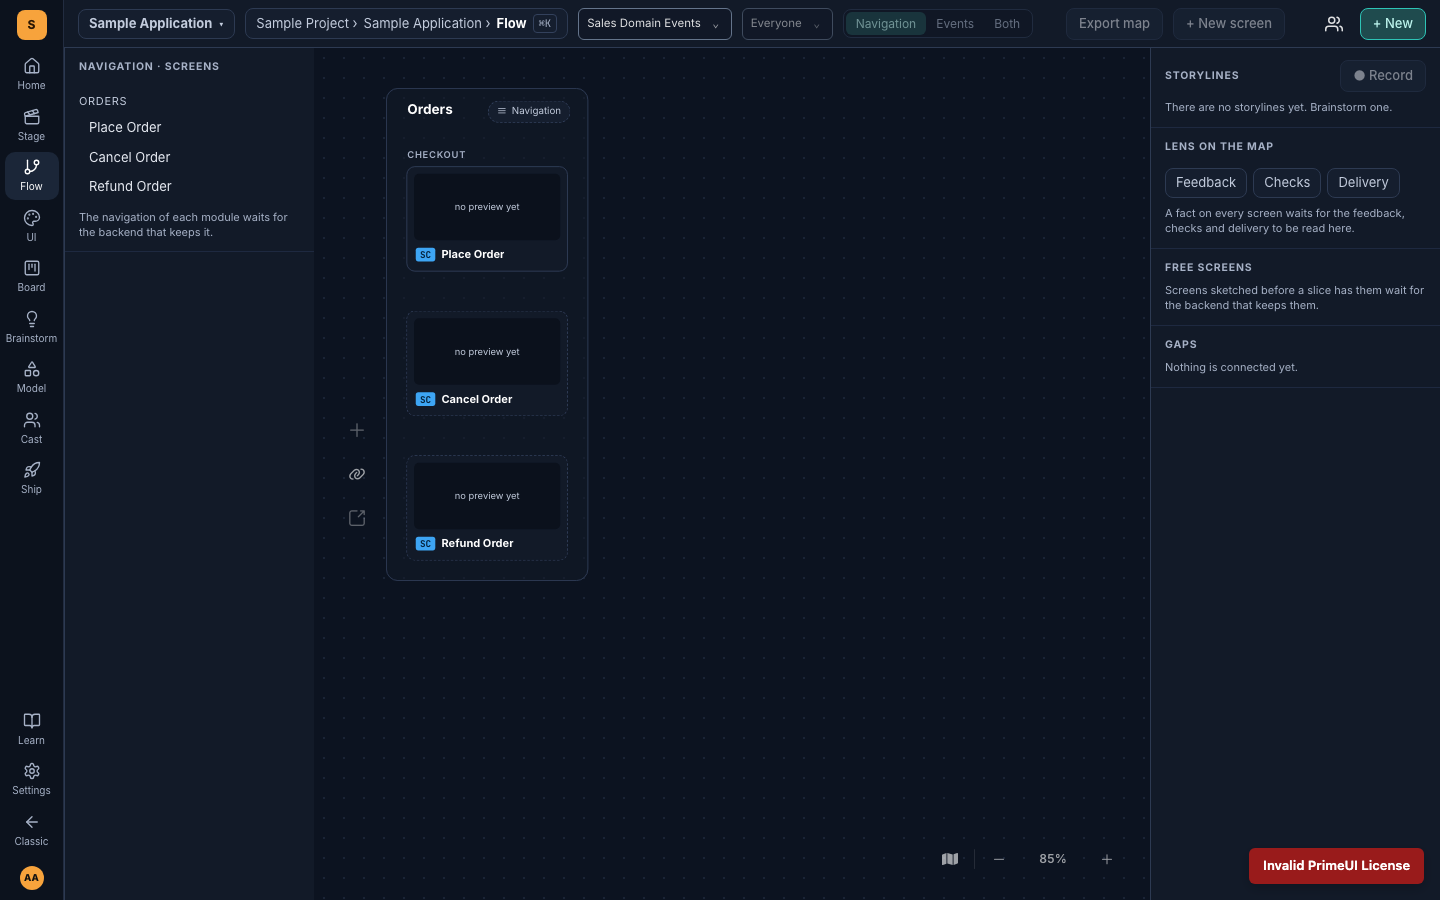 S
Sample Application
Sample Project › Sample Application › Flow ⌘K
Sales Domain Events
Everyone
Navigation Events Both
Export map
+ New screen
+ New
Home
Stage
Flow
UI
Board
Brainstorm
Model
Cast
Ship
Learn
Settings
Classic
AA
NAVIGATION · SCREENS
ORDERS
Place Order
Cancel Order
Refund Order
The navigation of each module waits for
the backend that keeps it.
Orders
Navigation
CHECKOUT
no preview yet
SC Place Order
no preview yet
SC Cancel Order
no preview yet
SC Refund Order
85%
STORYLINES
Record
There are no storylines yet. Brainstorm one.
LENS ON THE MAP
Feedback Checks Delivery
A fact on every screen waits for the feedback,
checks and delivery to be read here.
FREE SCREENS
Screens sketched before a slice has them wait for
the backend that keeps them.
GAPS
Nothing is connected yet.
Invalid PrimeUI License